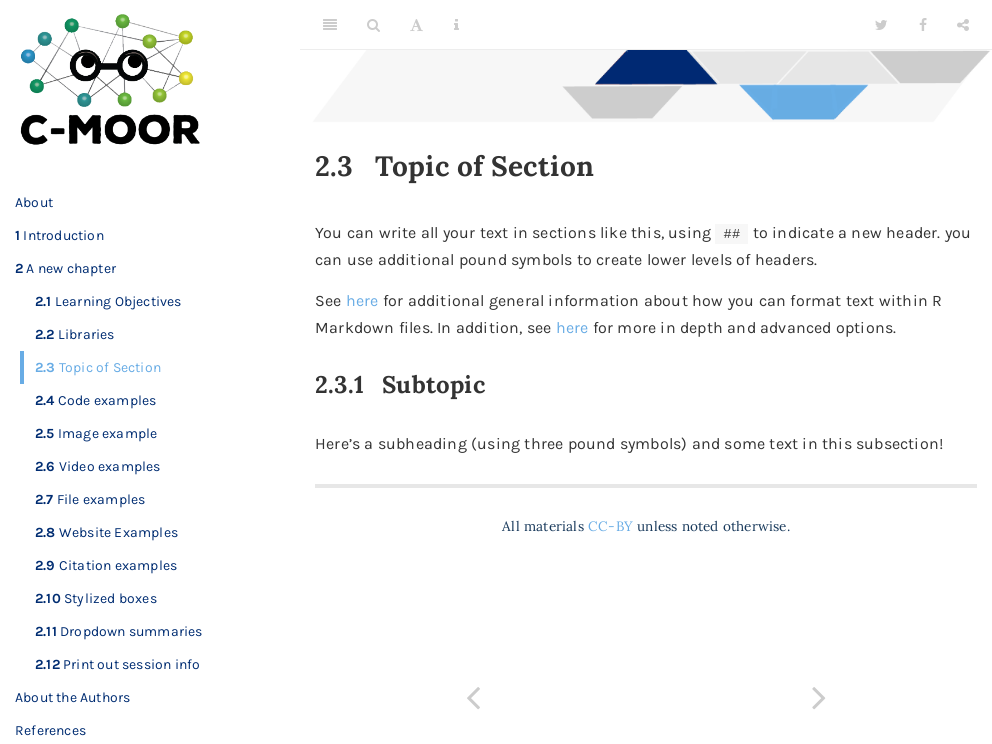 C-MOOR
About
1 Introduction
2 A new chapter
2.1 Learning Objectives
2.2 Libraries
2.3 Topic of Section
2.4 Code examples
2.5 Image example
2.6 Video examples
2.7 File examples
2.8 Website Examples
2.9 Citation examples
2.10 Stylized boxes
2.11 Dropdown summaries
2.12 Print out session info
About the Authors
References
2.3 Topic of Section
You can write all your text in sections like this, using ## to indicate a new header. you
can use additional pound symbols to create lower levels of headers.
See here for additional general information about how you can format text within R
Markdown files. In addition, see here for more in depth and advanced options.
2.3.1 Subtopic
Here’s a subheading (using three pound symbols) and some text in this subsection!
All materials CC-BY unless noted otherwise.